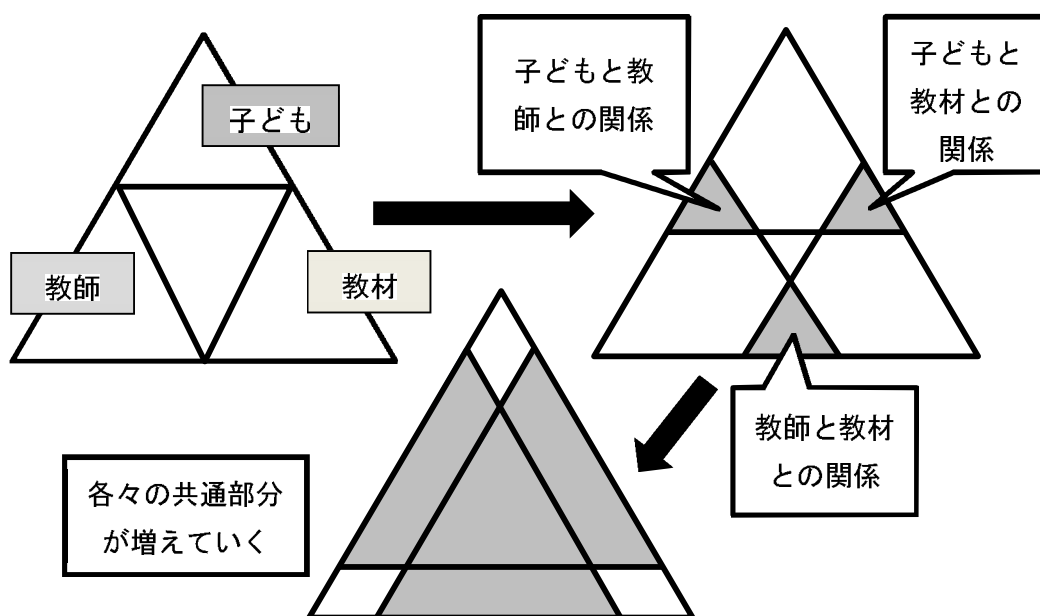 子ども
教師
教材
子どもと教
師との関係
子どもと
教材との
関係
教師と教材
との関係
各々の共通部分
が増えていく